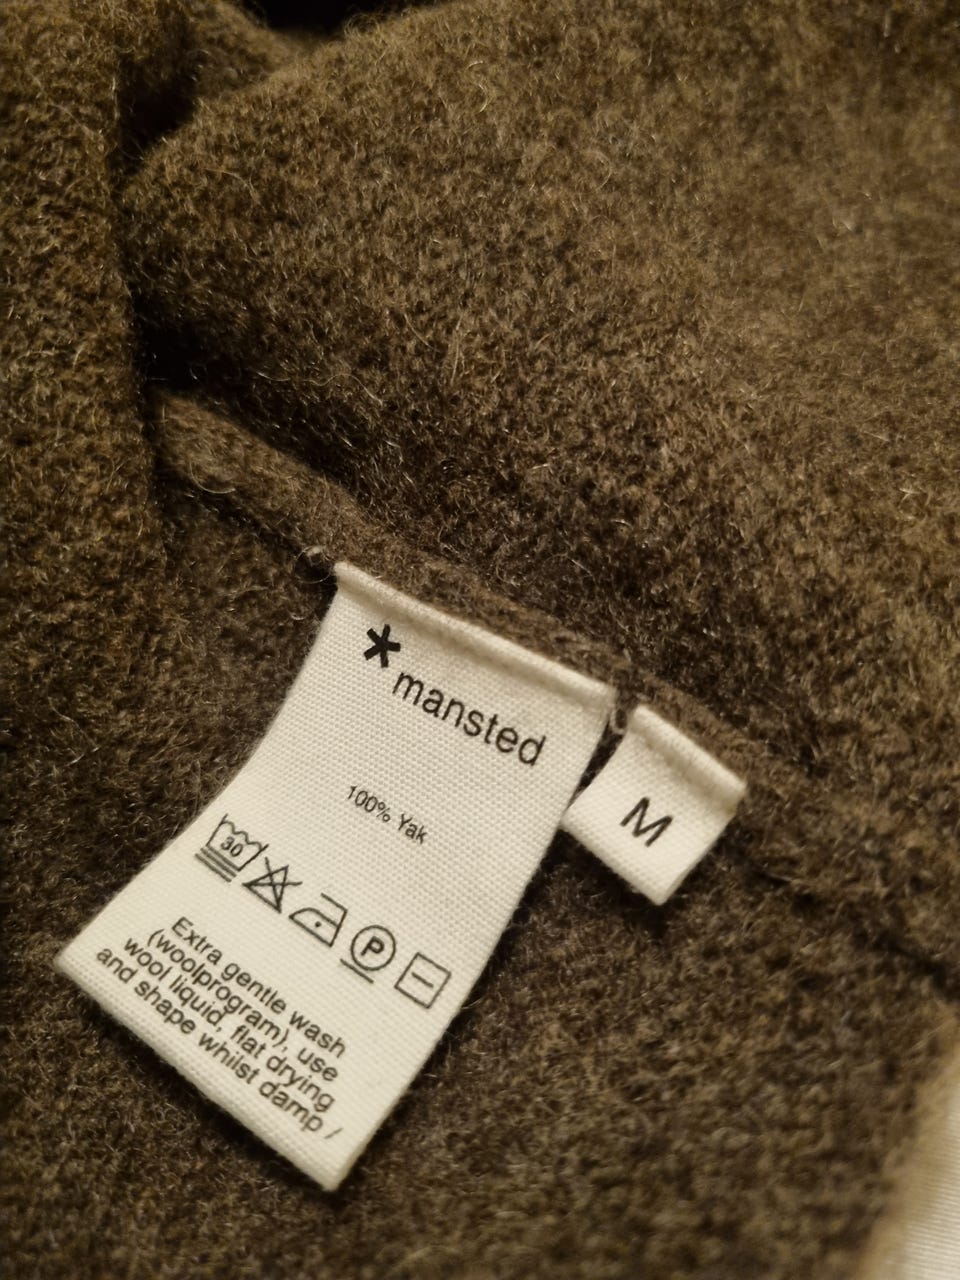 *mansted
100% Yak
30
P
Extra gentle wash
(woolprogram), use
wool liquid, flat drying
and shape whilst damp /
M